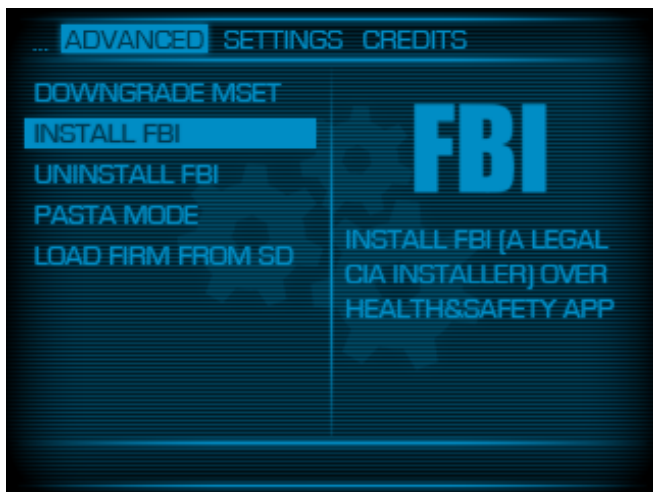 ... ADVANCED SETTINGS CREDITS
DOWNGRADE MSET
INSTALL FBI
UNINSTALL FBI
PASTA MODE
LOAD FIRM FROM SD
FBI
INSTALL FBI (A LEGAL
CIA INSTALLER) OVER
HEALTH&SAFETY APP